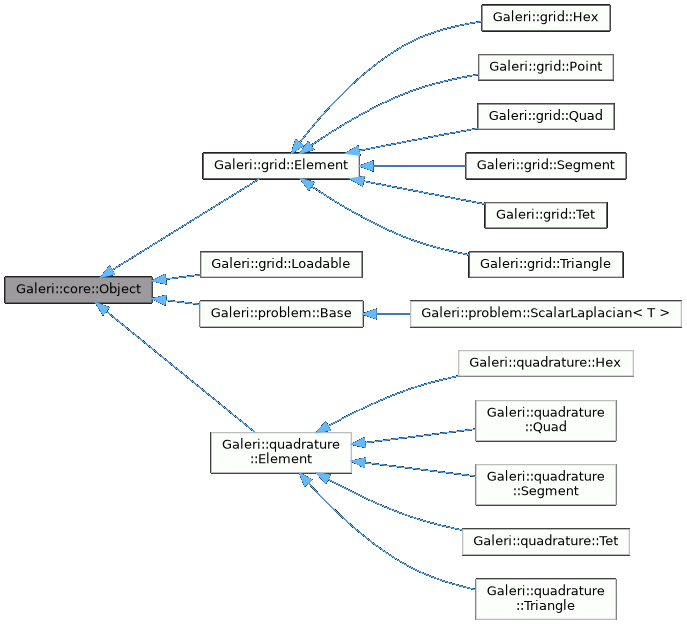 Galeri::grid::Hex
Galeri::grid::Point
Galeri::grid::Quad
Galeri::grid::Element
Galeri::grid::Segment
Galeri::grid::Tet
Galeri::grid::Triangle
Galeri::grid::Loadable
Galeri::core::Object
Galeri::problem::Base
Galeri::problem::ScalarLaplacian< T >
Galeri::quadrature::Hex
Galeri::quadrature
::Quad
Galeri::quadrature
::Element
Galeri::quadrature
::Segment
Galeri::quadrature::Tet
Galeri::quadrature
::Triangle